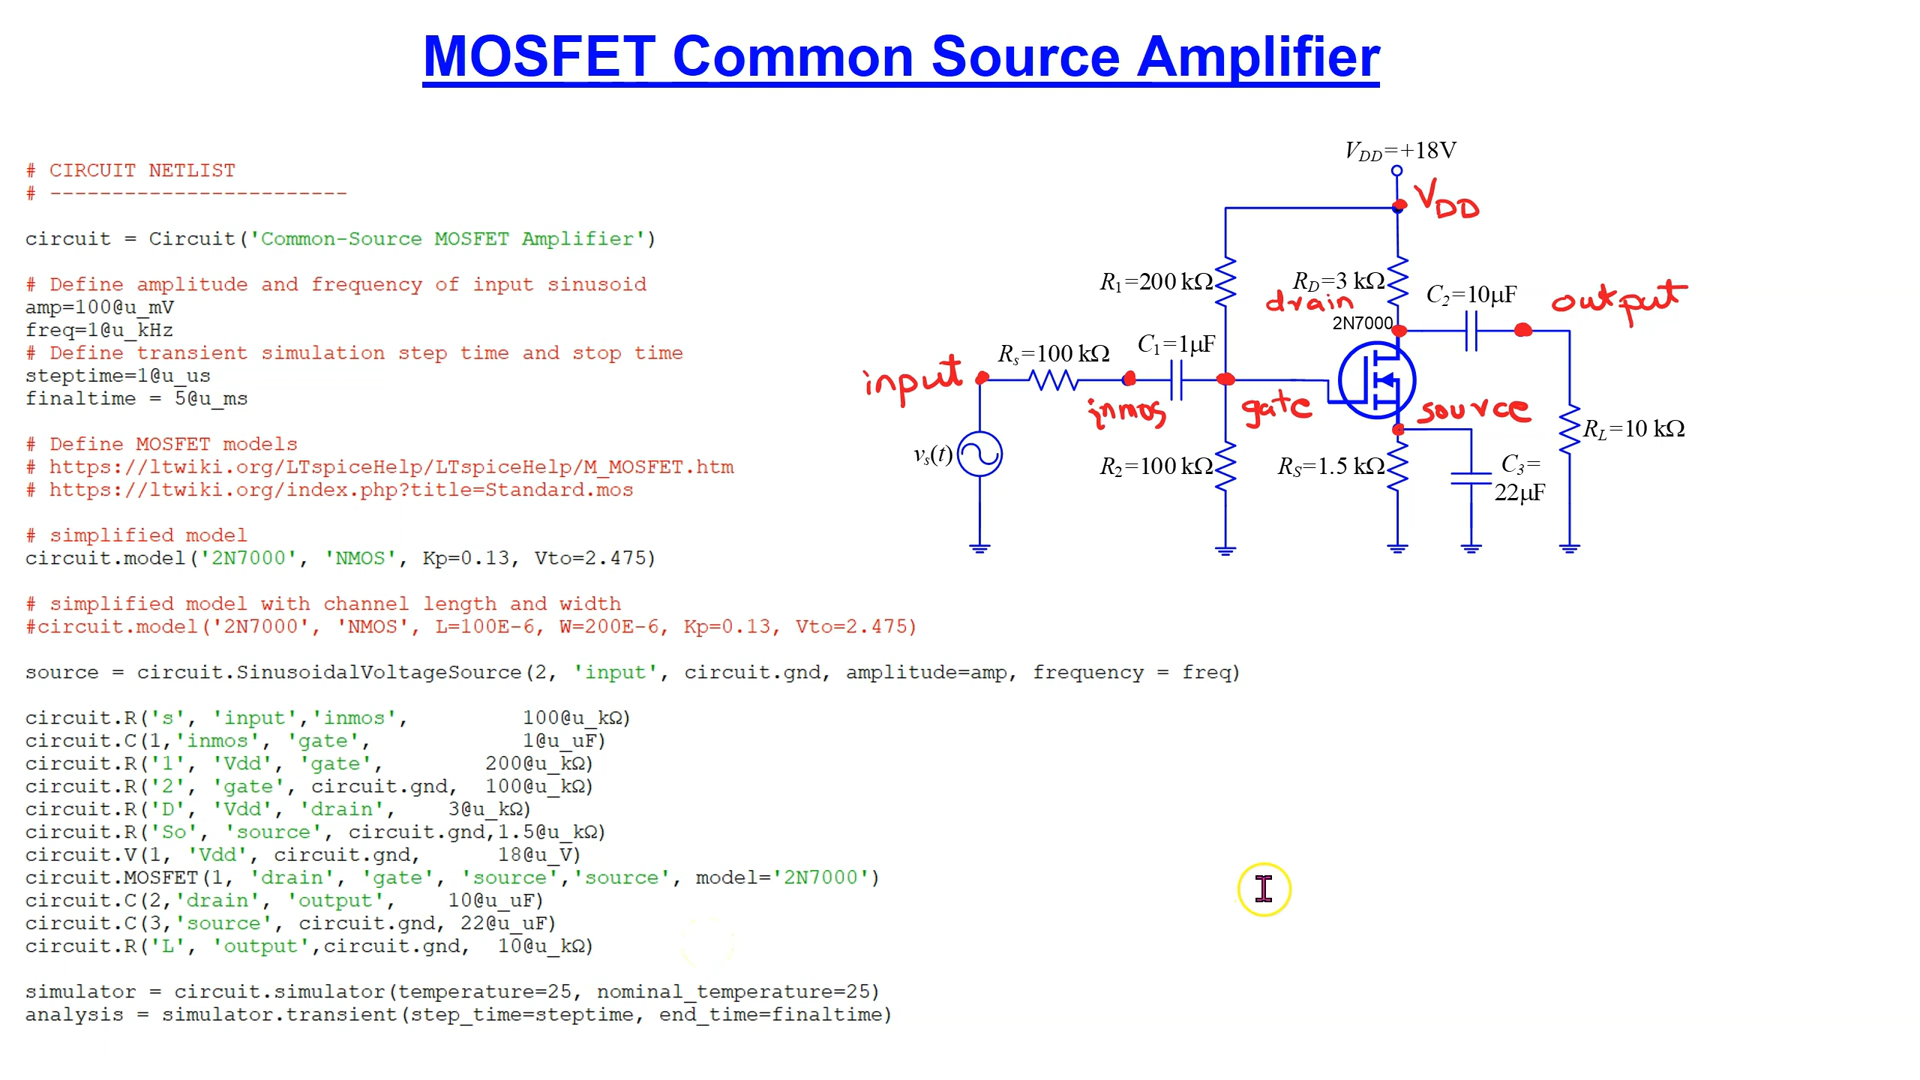 MOSFET Common Source Amplifier
# CIRCUIT NETLIST
# ------------------------
circuit = Circuit('Common-Source MOSFET Amplifier')
# Define amplitude and frequency of input sinusoid
amp=100@u_mV
freq=1@u_kHz
# Define transient simulation step time and stop time
steptime=1@u_us
finaltime = 5@u_ms
# Define MOSFET models
# https://ltwiki.org/LTspiceHelp/LTspiceHelp/M_MOSFET.htm
# https://ltwiki.org/index.php?title=Standard.mos
# simplified model
circuit.model('2N7000', 'NMOS', Kp=0.13, Vto=2.475)
# simplified model with channel length and width
#circuit.model('2N7000', 'NMOS', L=100E-6, W=200E-6, Kp=0.13, Vto=2.475)
source = circuit.SinusoidalVoltageSource(2, 'input', circuit.gnd, amplitude=amp, frequency = freq)
circuit.R('s', 'input','inmos', 100@u_kΩ)
circuit.C(1,'inmos', 'gate', 1@u_uF)
circuit.R('1', 'Vdd', 'gate', 200@u_kΩ)
circuit.R('2', 'gate', circuit.gnd, 100@u_kΩ)
circuit.R('D', 'Vdd', 'drain', 3@u_kΩ)
circuit.R('So', 'source', circuit.gnd,1.5@u_kΩ)
circuit.V(1, 'Vdd', circuit.gnd, 18@u_V)
circuit.MOSFET(1, 'drain', 'gate', 'source','source', model='2N7000')
circuit.C(2,'drain', 'output', 10@u_uF)
circuit.C(3,'source', circuit.gnd, 22@u_uF)
circuit.R('L', 'output',circuit.gnd, 10@u_kΩ)
simulator = circuit.simulator(temperature=25, nominal_temperature=25)
analysis = simulator.transient(step_time=steptime, end_time=finaltime)
VDD=+18V
VDD
R1=200 kΩ
RD=3 kΩ
drain
C2=10μF
output
2N7000
Rs=100 kΩ
C1=1μF
input
inmos
gate
source
vs(t)
R2=100 kΩ
RS=1.5 kΩ
C3=
22μF
RL=10 kΩ